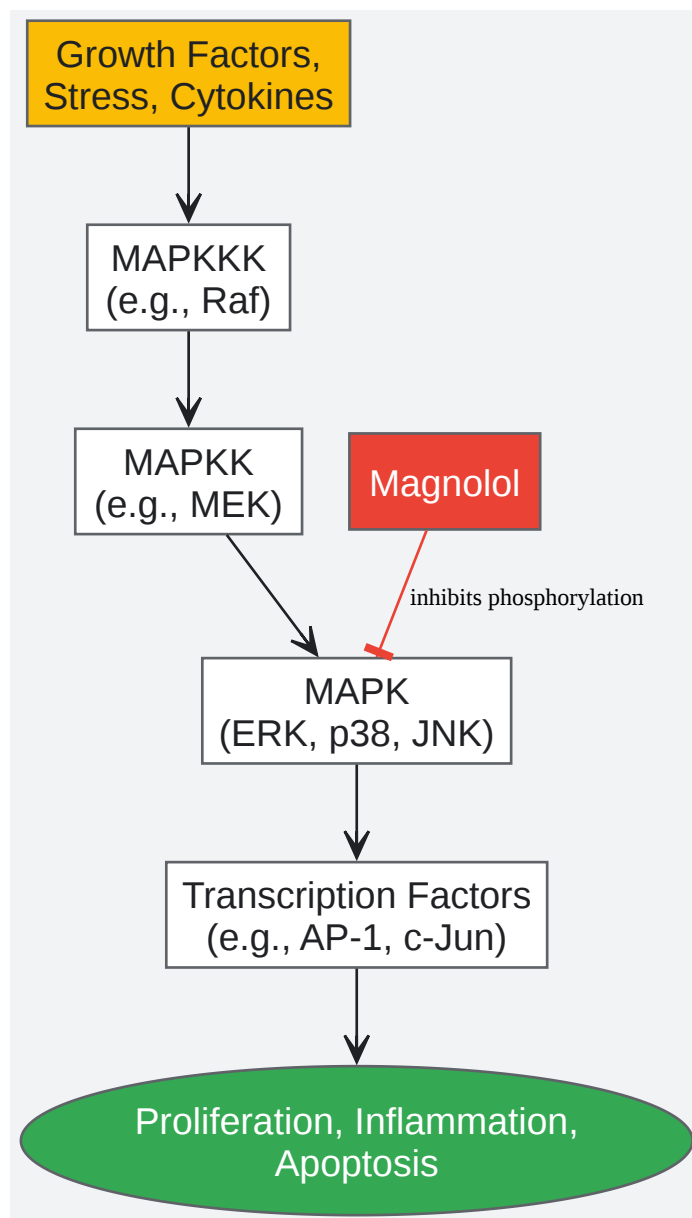 Growth Factors,
Stress, Cytokines
MAPKKK
(e.g., Raf)
MAPKK
(e.g., MEK)
Magnolol
inhibits phosphorylation
MAPK
(ERK, p38, JNK)
Transcription Factors
(e.g., AP-1, c-Jun)
Proliferation, Inflammation,
Apoptosis